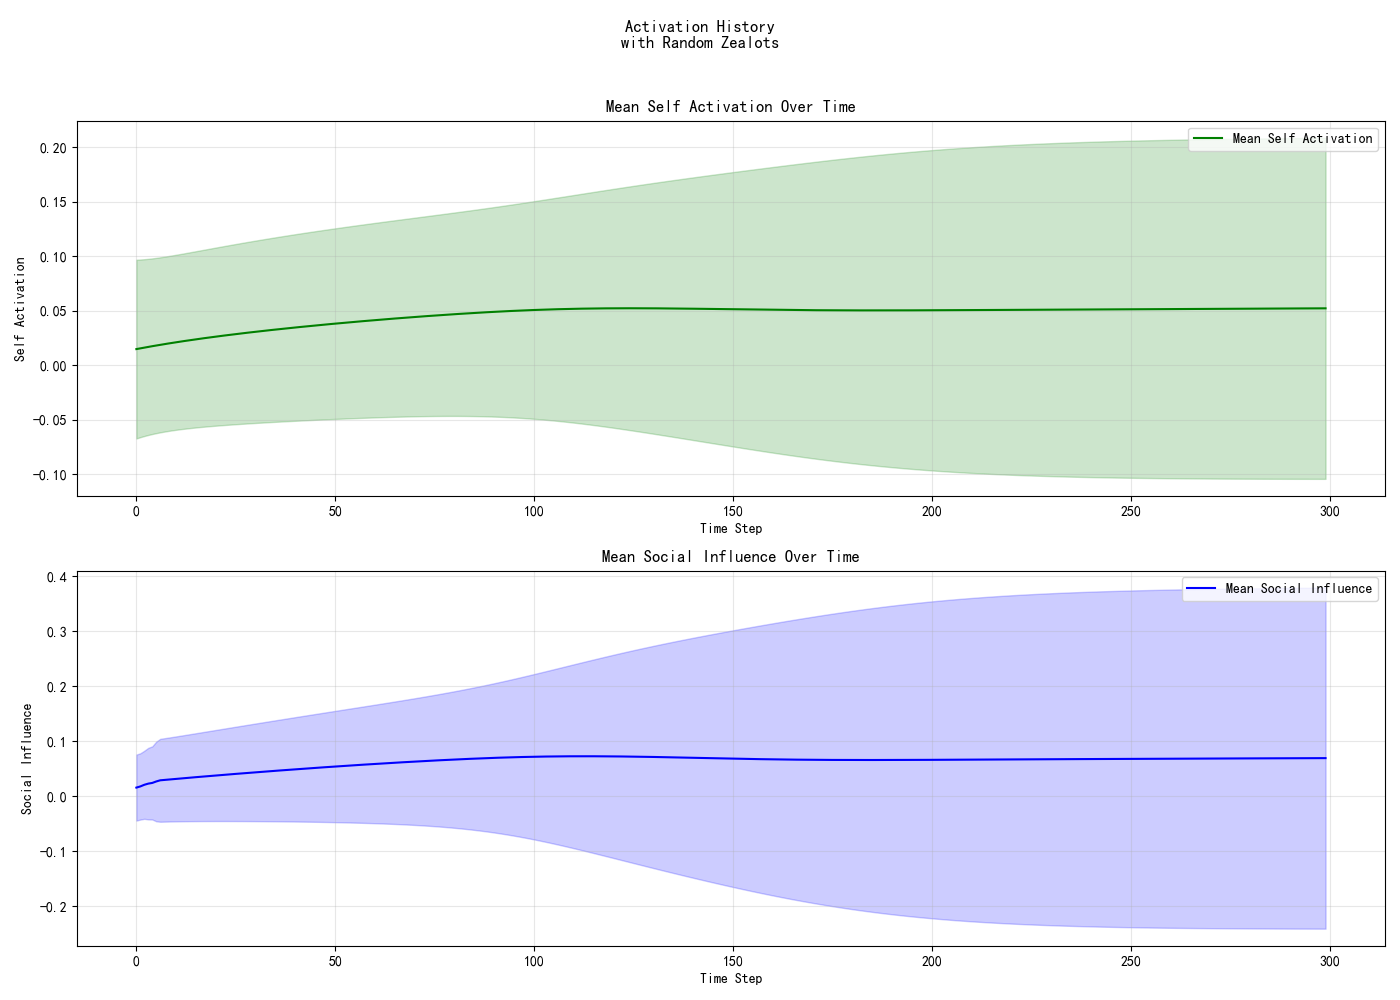 Activation History
with Random Zealots
Mean Self Activation Over Time
Mean Self Activation
Self Activation
0.20
0.15
0.10
0.05
0.00
−0.05
−0.10
0
50
100
150
200
250
300
Time Step
Mean Social Influence Over Time
Mean Social Influence
Social Influence
0.4
0.3
0.2
0.1
0.0
−0.1
−0.2
0
50
100
150
200
250
300
Time Step